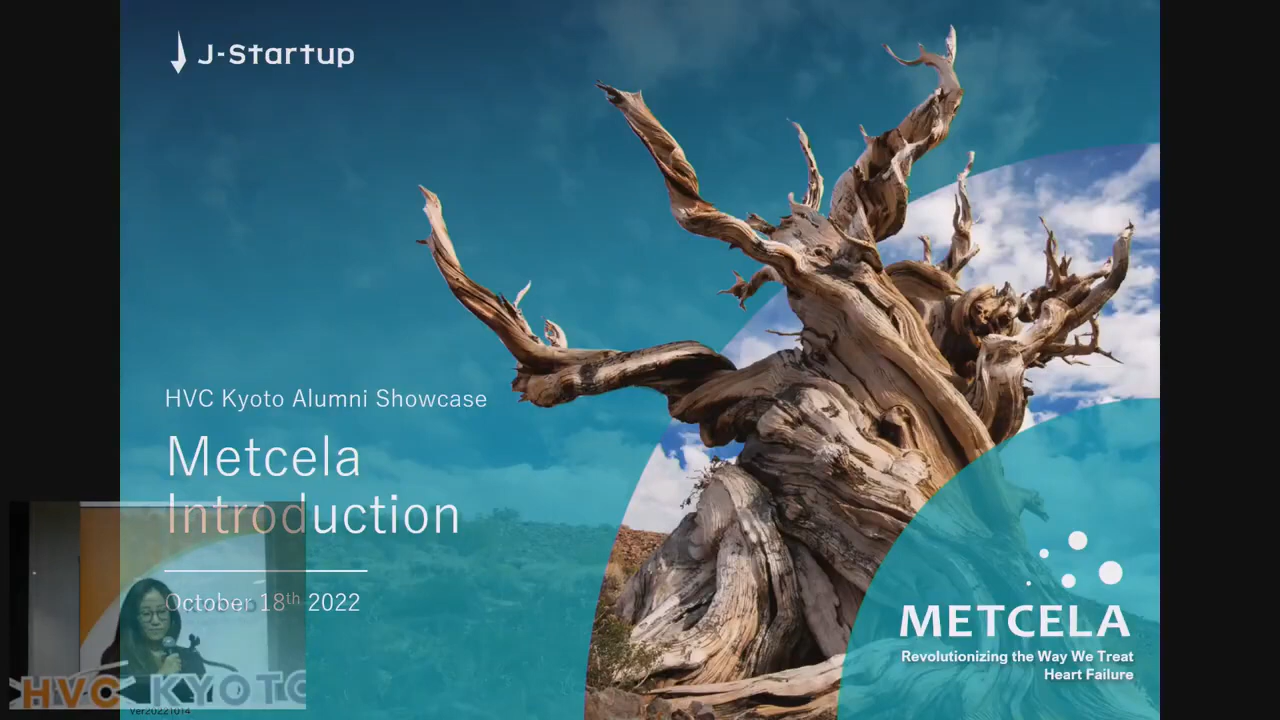 J-Startup
HVC Kyoto Alumni Showcase
Metcela
Introduction
October 18th 2022
METCELA
Revolutionizing the Way We Treat
Heart Failure
HVC KYOTO
Ver20221014